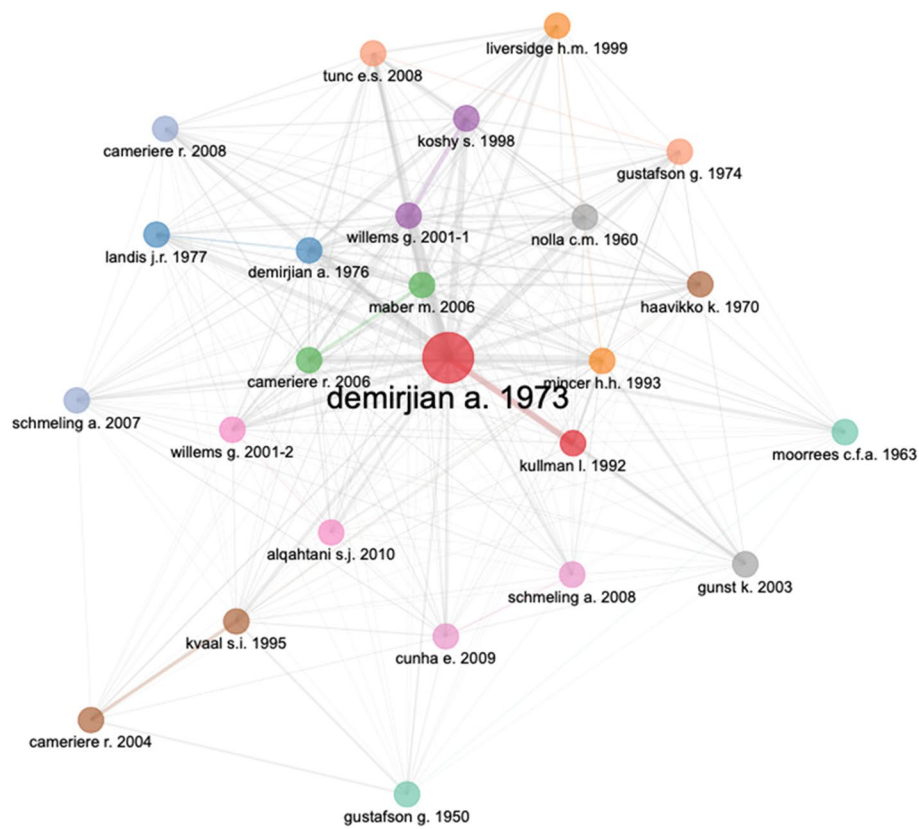 liversidge h.m. 1999
tunc e.s. 2008
koshy s. 1998
cameriere r. 2008
gustafson g. 1974
willems g. 2001-1
nolla c.m. 1960
landis j.r. 1977
demirjian a. 1976
maber m. 2006
haavikko k. 1970
cameriere r. 2006
mincer h.h. 1993
demirjian a. 1973
schmeling a. 2007
willems g. 2001-2
kullman l. 1992
moorrees c.f.a. 1963
alqahtani s.j. 2010
schmeling a. 2008
gunst k. 2003
kvaal s.i. 1995
cunha e. 2009
cameriere r. 2004
gustafson g. 1950